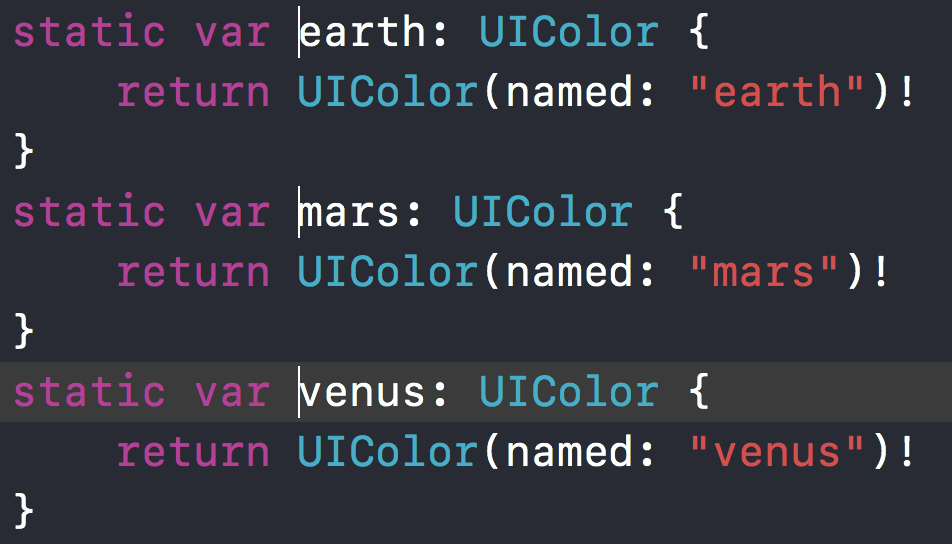 static var earth: UIColor {
    return UIColor(named: "earth")!
}
static var mars: UIColor {
    return UIColor(named: "mars")!
}
static var venus: UIColor {
    return UIColor(named: "venus")!
}